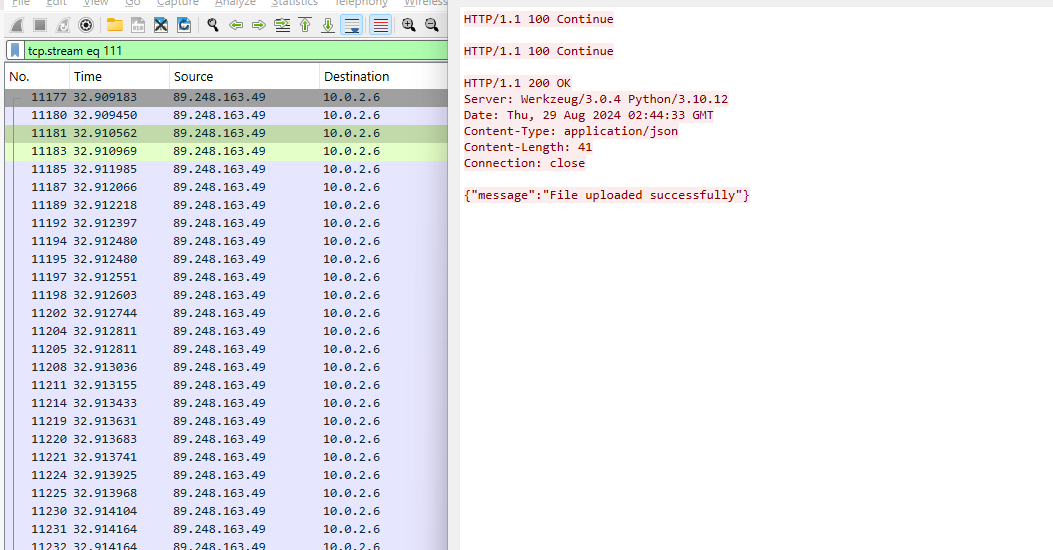 File Edit View Go Capture Analyze Statistics Telephony Wireless
tcp.stream eq 111
No. Time Source Destination
11177 32.909183 89.248.163.49 10.0.2.6
11180 32.909450 89.248.163.49 10.0.2.6
11181 32.910562 89.248.163.49 10.0.2.6
11183 32.910969 89.248.163.49 10.0.2.6
11185 32.911985 89.248.163.49 10.0.2.6
11187 32.912066 89.248.163.49 10.0.2.6
11189 32.912218 89.248.163.49 10.0.2.6
11192 32.912397 89.248.163.49 10.0.2.6
11194 32.912480 89.248.163.49 10.0.2.6
11195 32.912480 89.248.163.49 10.0.2.6
11197 32.912551 89.248.163.49 10.0.2.6
11198 32.912603 89.248.163.49 10.0.2.6
11202 32.912744 89.248.163.49 10.0.2.6
11204 32.912811 89.248.163.49 10.0.2.6
11205 32.912811 89.248.163.49 10.0.2.6
11208 32.913036 89.248.163.49 10.0.2.6
11211 32.913155 89.248.163.49 10.0.2.6
11214 32.913433 89.248.163.49 10.0.2.6
11219 32.913631 89.248.163.49 10.0.2.6
11220 32.913683 89.248.163.49 10.0.2.6
11221 32.913741 89.248.163.49 10.0.2.6
11224 32.913925 89.248.163.49 10.0.2.6
11225 32.913968 89.248.163.49 10.0.2.6
11230 32.914104 89.248.163.49 10.0.2.6
11231 32.914164 89.248.163.49 10.0.2.6
11232 32.914164 89.248.163.49 10.0.2.6
HTTP/1.1 100 Continue
HTTP/1.1 100 Continue
HTTP/1.1 200 OK
Server: Werkzeug/3.0.4 Python/3.10.12
Date: Thu, 29 Aug 2024 02:44:33 GMT
Content-Type: application/json
Content-Length: 41
Connection: close
{"message":"File uploaded successfully"}